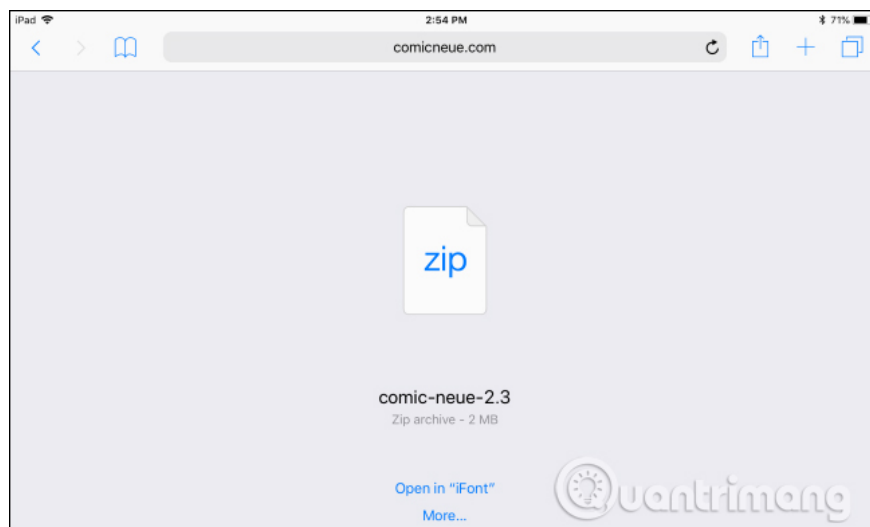 iPad 2:54 PM 71%
comicneue.com
zip
comic-neue-2.3
Zip archive - 2 MB
Open in "iFont"
More...
Quantrimang